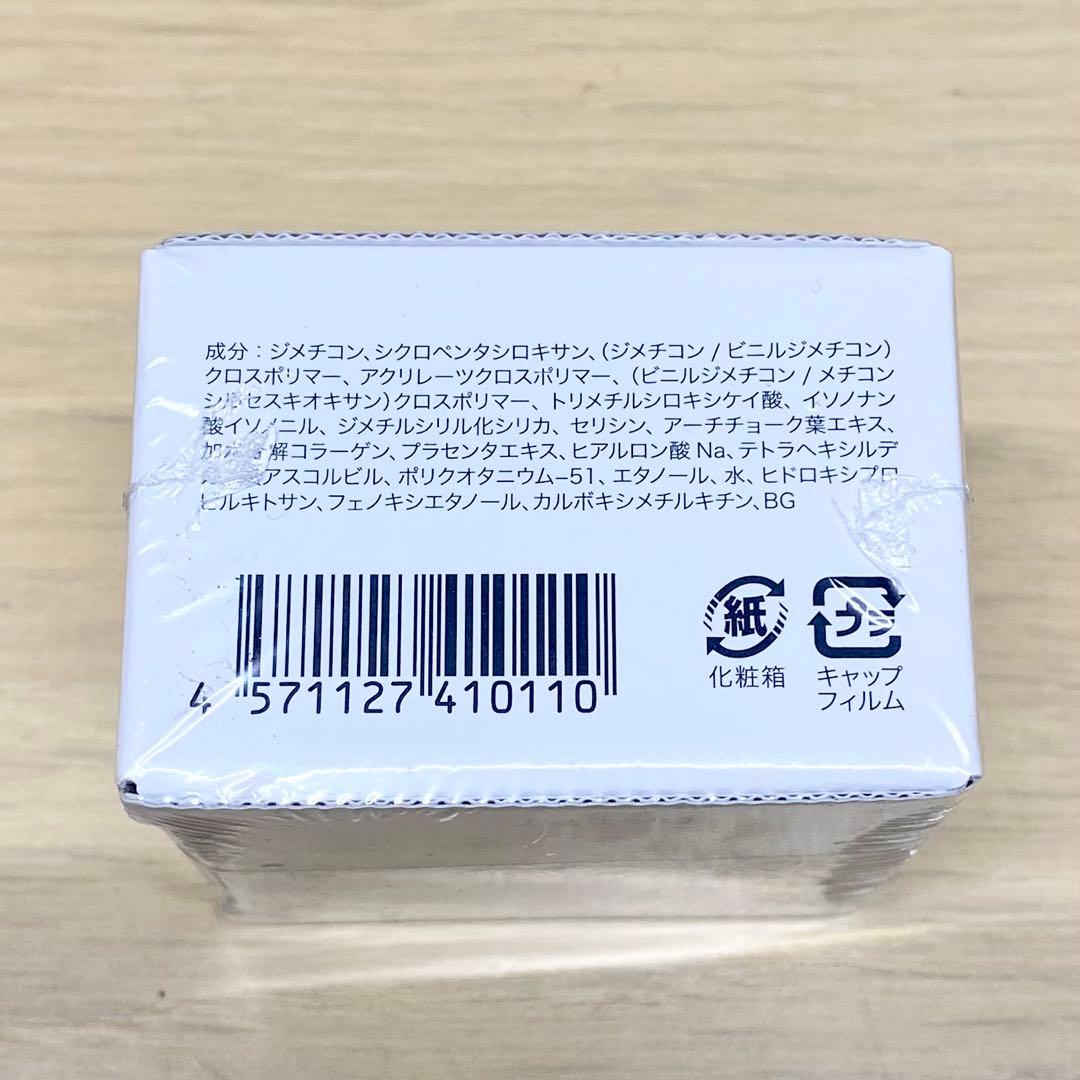 成分：ジメチコン、シクロペンタシロキサン、（ジメチコン / ビニルジメチコン）
クロスポリマー、アクリレーツクロスポリマー、（ビニルジメチコン / メチコン
シルセスキオキサン）クロスポリマー、トリメチルシロキシケイ酸、イソノナン
酸イソノニル、ジメチルシリル化シリカ、セリシン、アーチチョーク葉エキス、
加水分解コラーゲン、プラセンタエキス、ヒアルロン酸Na、テトラヘキシルデ
アスコルビル、ポリクオタニウム−51、エタノール、水、ヒドロキシプロ
ピルキトサン、フェノキシエタノール、カルボキシメチルキチン、BG
4 571127 410110
紙
化粧箱
プラ
キャップ
フィルム